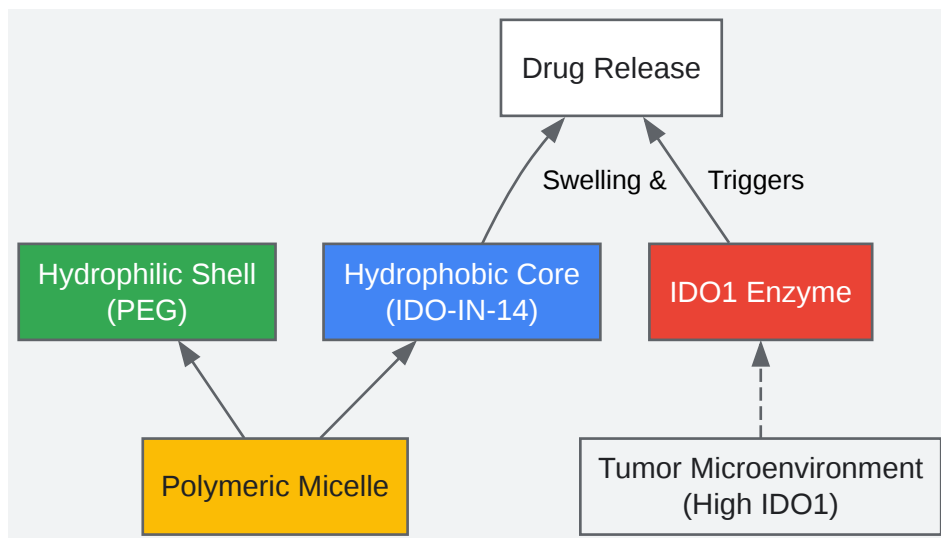 Drug Release
Swelling &
Triggers
Hydrophilic Shell
(PEG)
Hydrophobic Core
(IDO-IN-14)
IDO1 Enzyme
Polymeric Micelle
Tumor Microenvironment
(High IDO1)